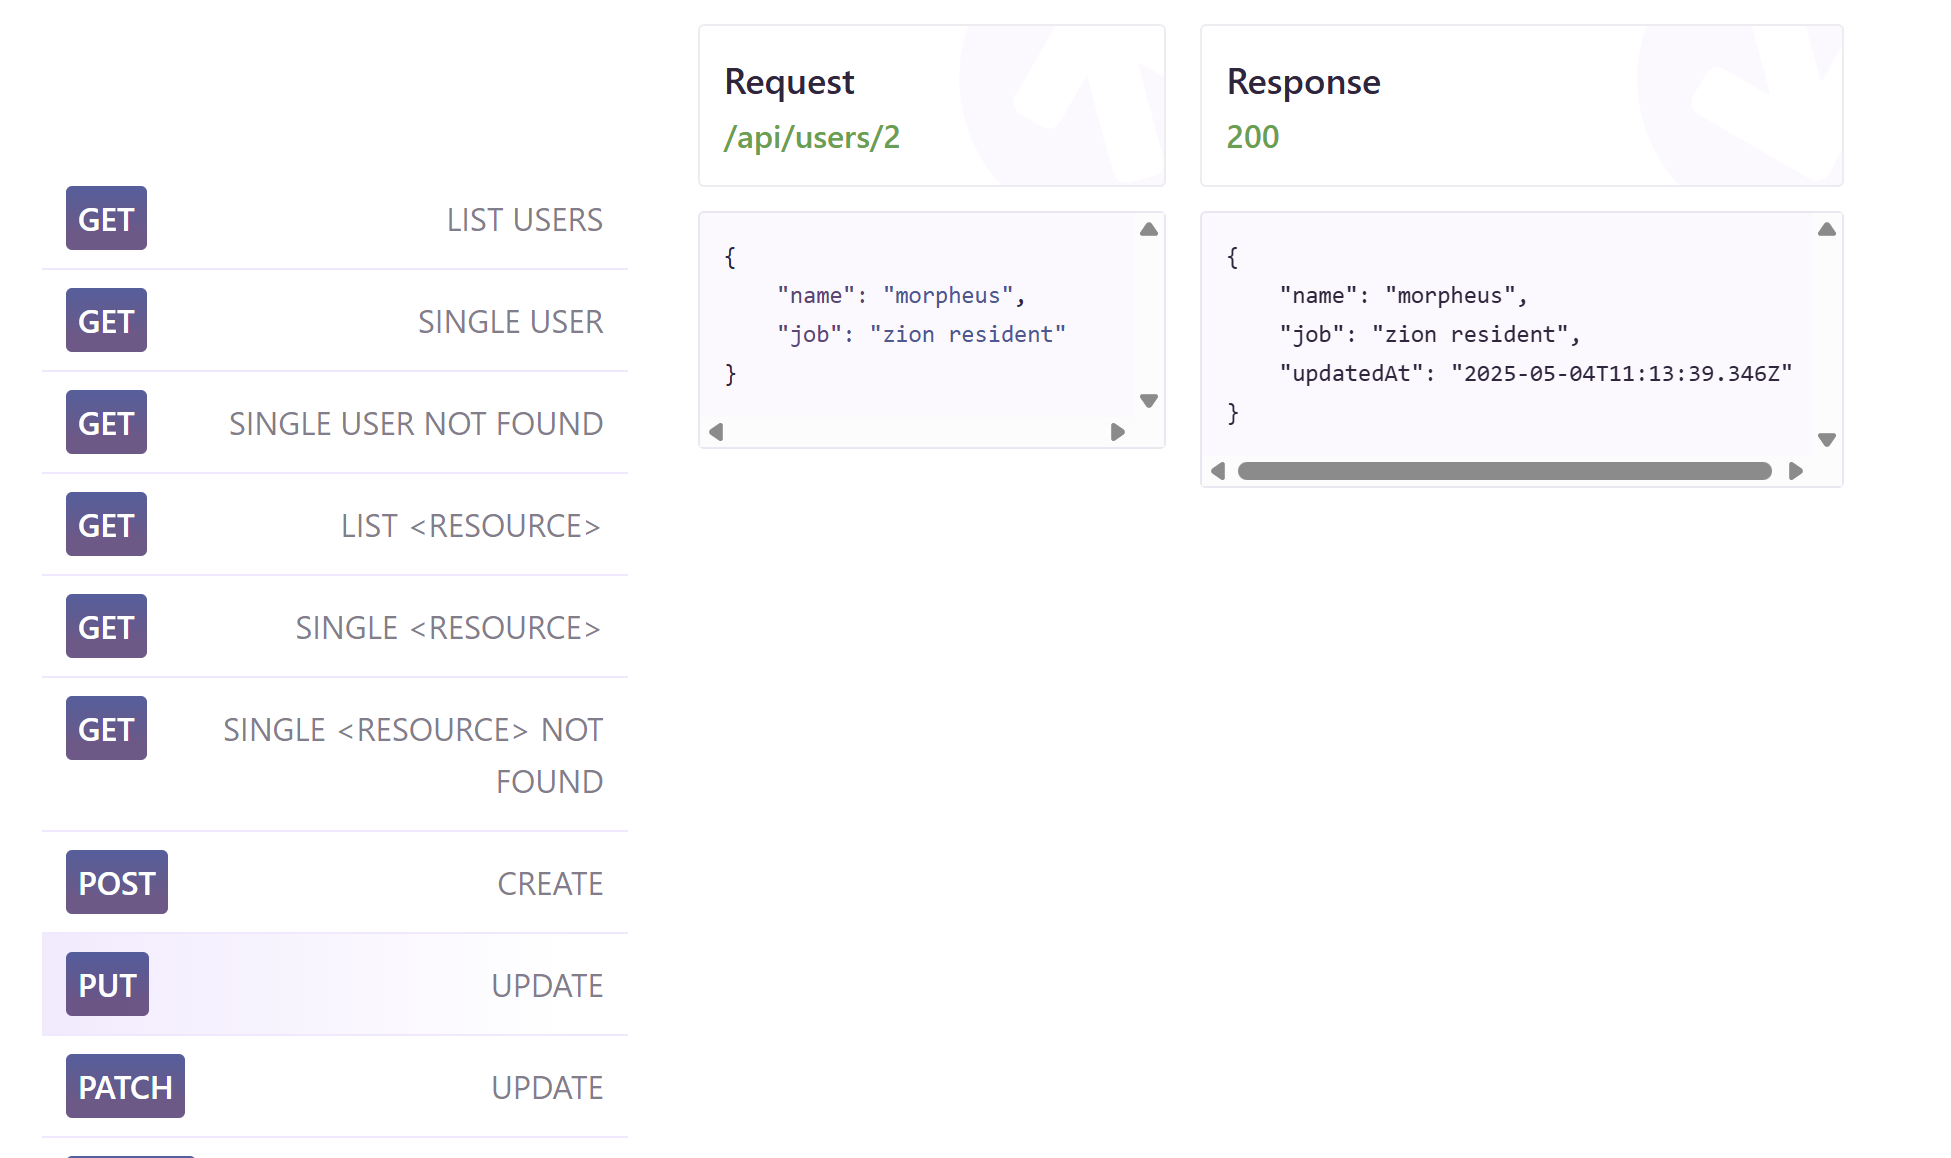 GET LIST USERS
GET SINGLE USER
GET SINGLE USER NOT FOUND
GET LIST <RESOURCE>
GET SINGLE <RESOURCE>
GET SINGLE <RESOURCE> NOT
FOUND
POST CREATE
PUT UPDATE
PATCH UPDATE
Request
/api/users/2
{
    "name": "morpheus",
    "job": "zion resident"
}
Response
200
{
    "name": "morpheus",
    "job": "zion resident",
    "updatedAt": "2025-05-04T11:13:39.346Z"
}